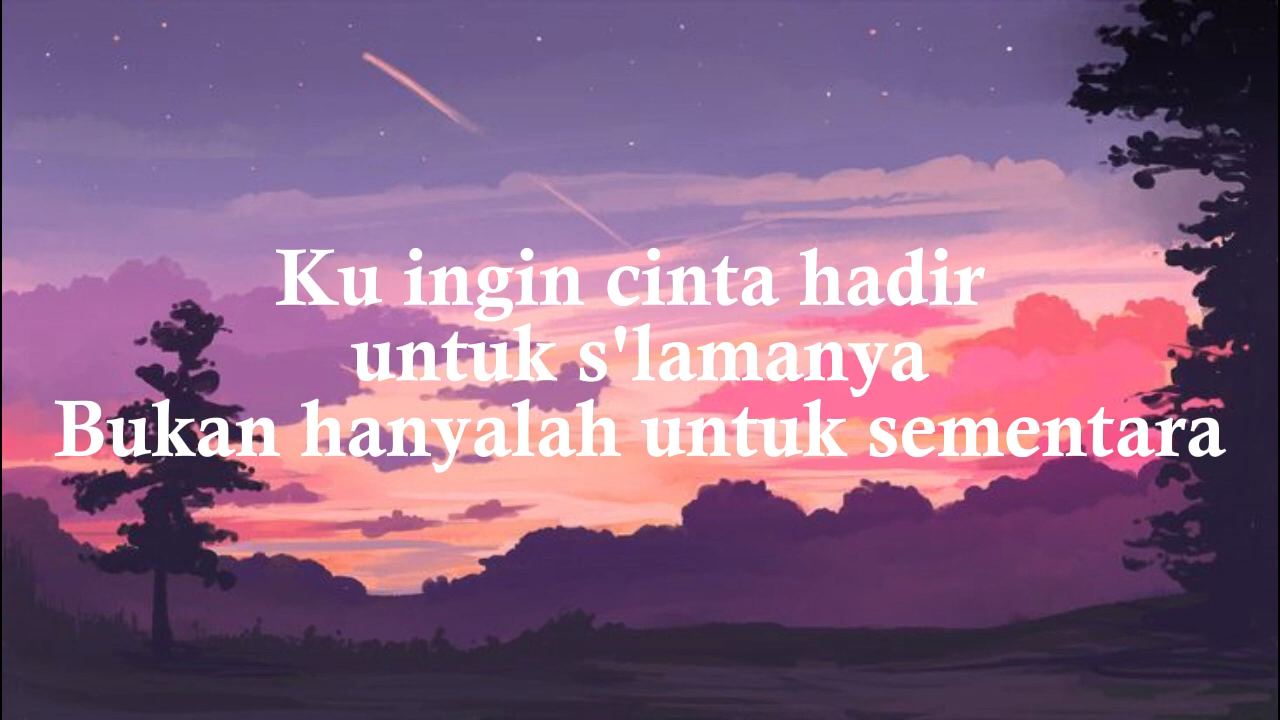 Ku ingin cinta hadir
untuk s'lamanya
Bukan hanyalah untuk sementara